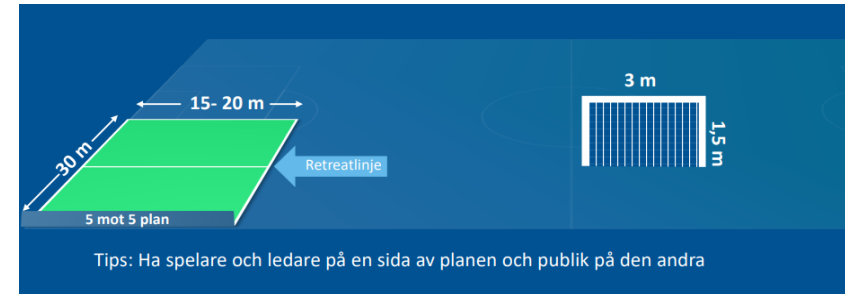 3 m
15- 20 m
30 m
1,5 m
Retreatlinje
5 mot 5 plan
Tips: Ha spelare och ledare på en sida av planen och publik på den andra